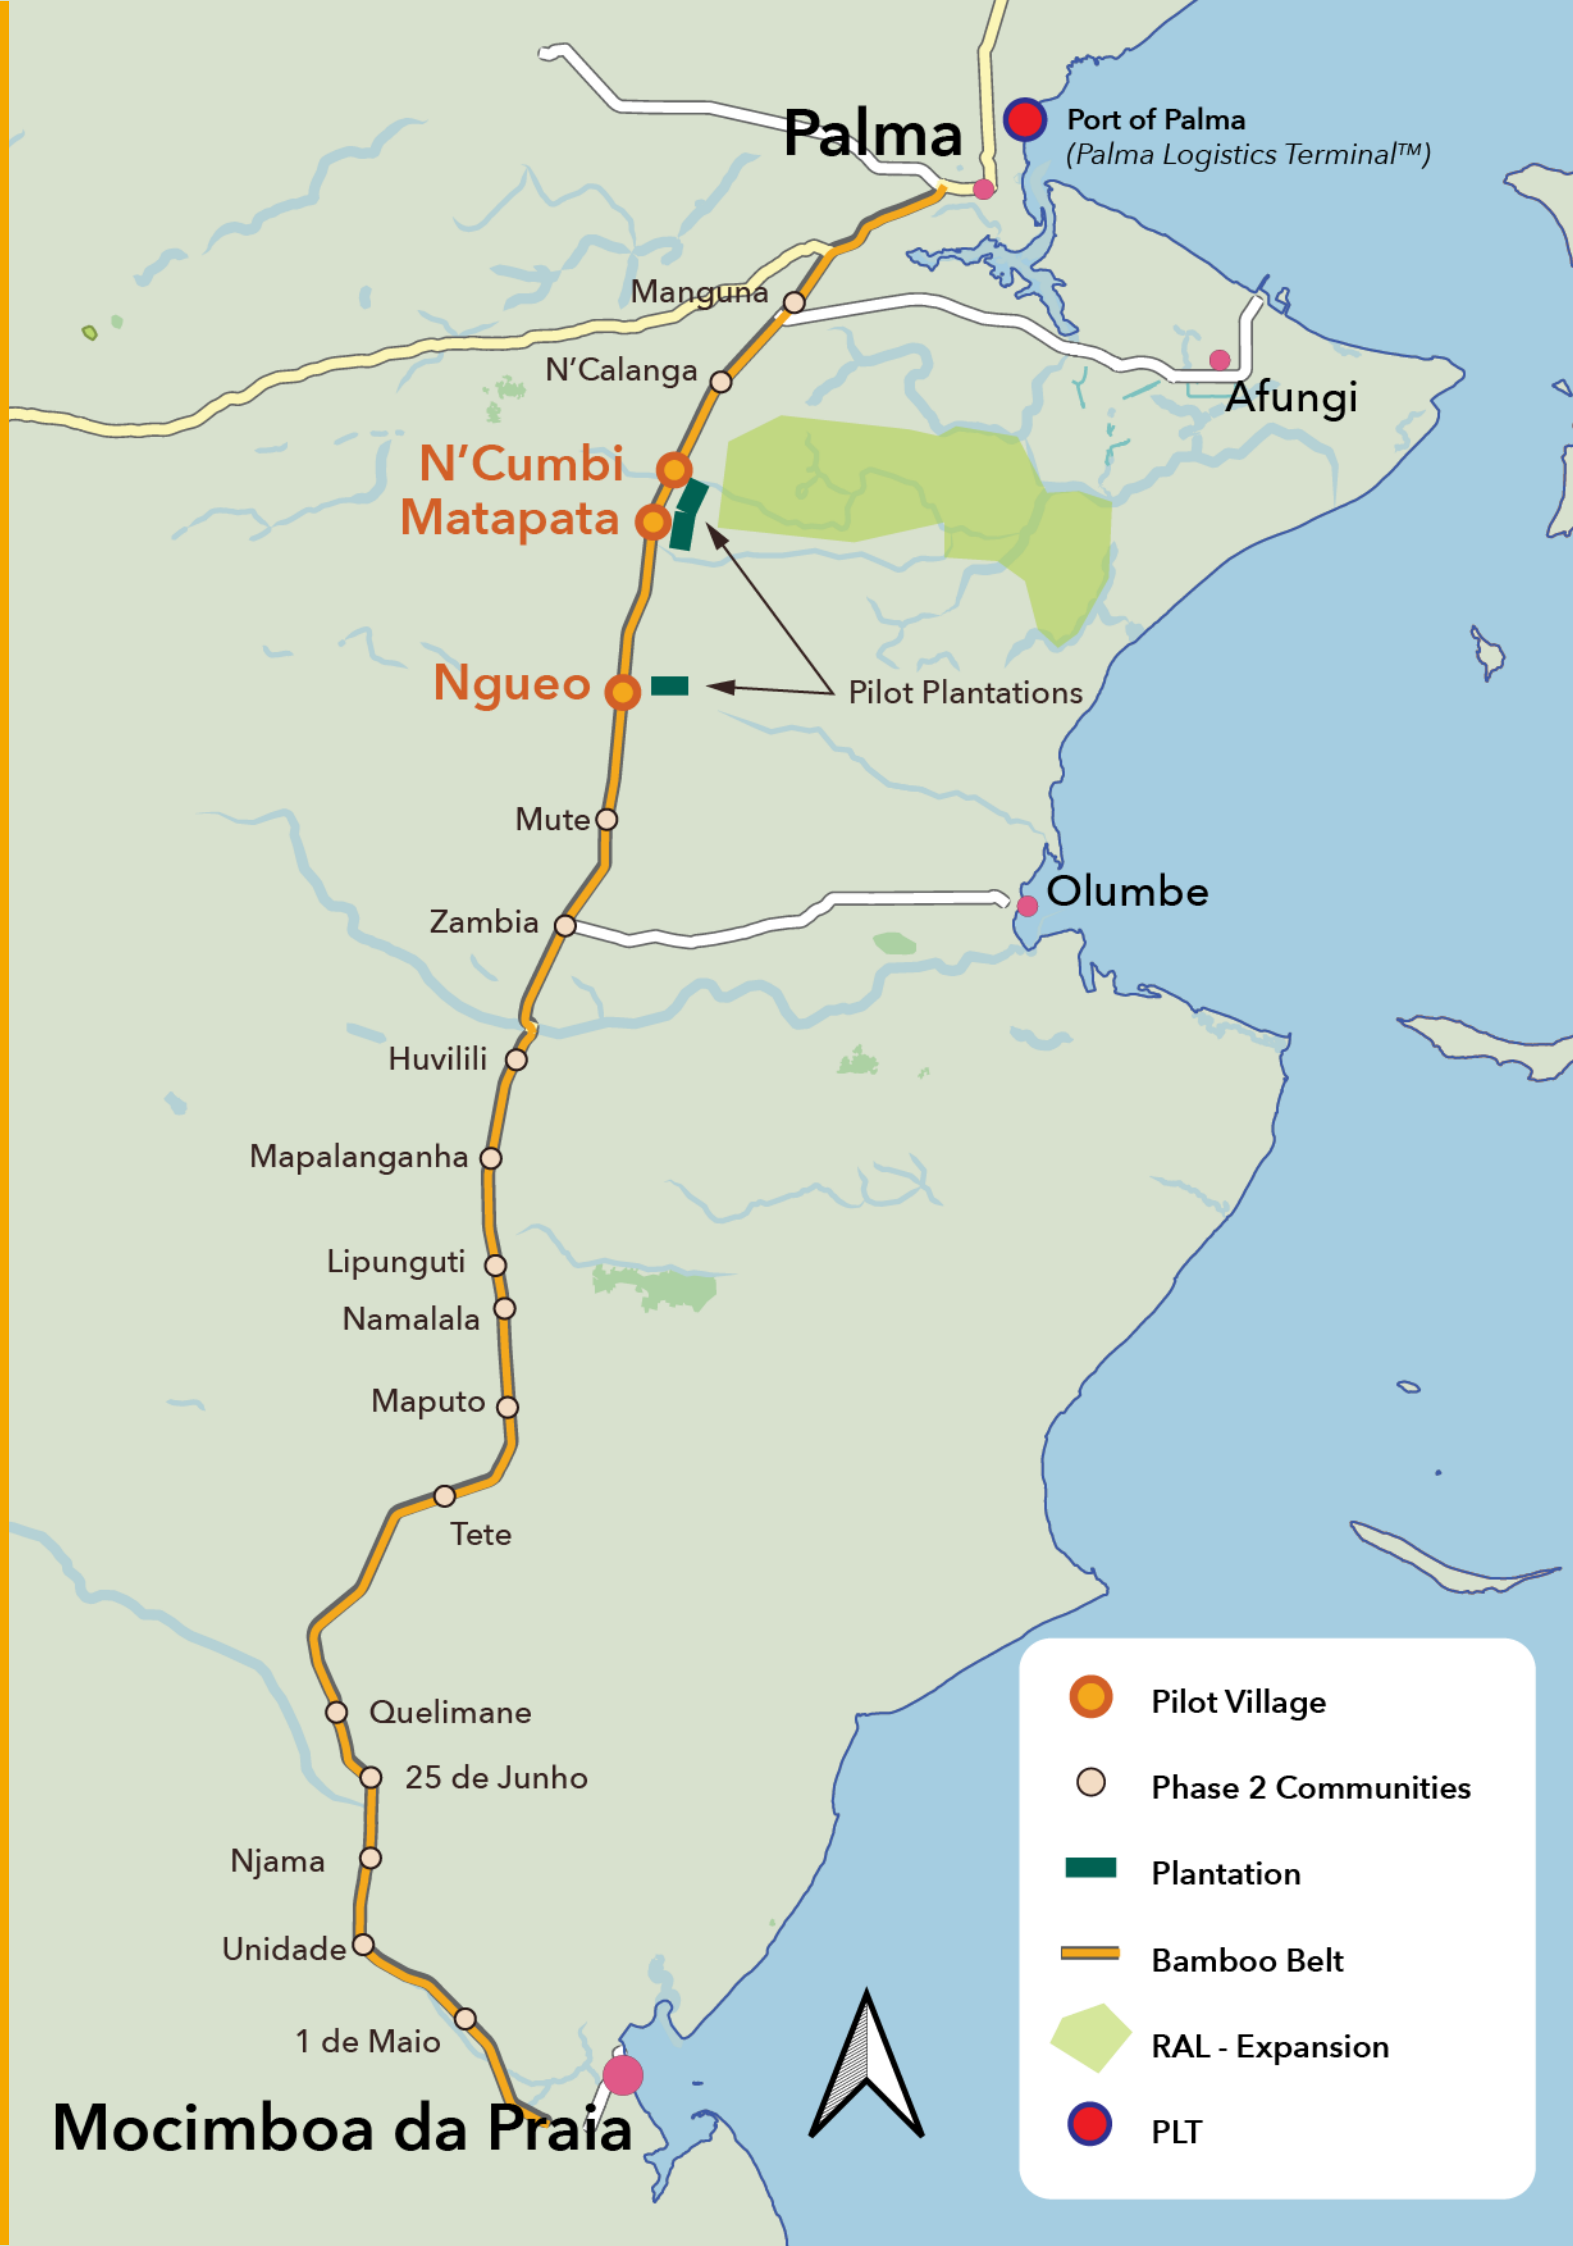 Palma
Port of Palma
(Palma Logistics Terminal™)
Manguna
N'Calanga
Afungi
N'Cumbi
Matapata
Ngueo
Pilot Plantations
Mute
Olumbe
Zambia
Huvilili
Mapalanganha
Lipunguti
Namalala
Maputo
Tete
Quelimane
25 de Junho
Njama
Unidade
1 de Maio
Mocimboa da Praia
Pilot Village
Phase 2 Communities
Plantation
Bamboo Belt
RAL - Expansion
PLT